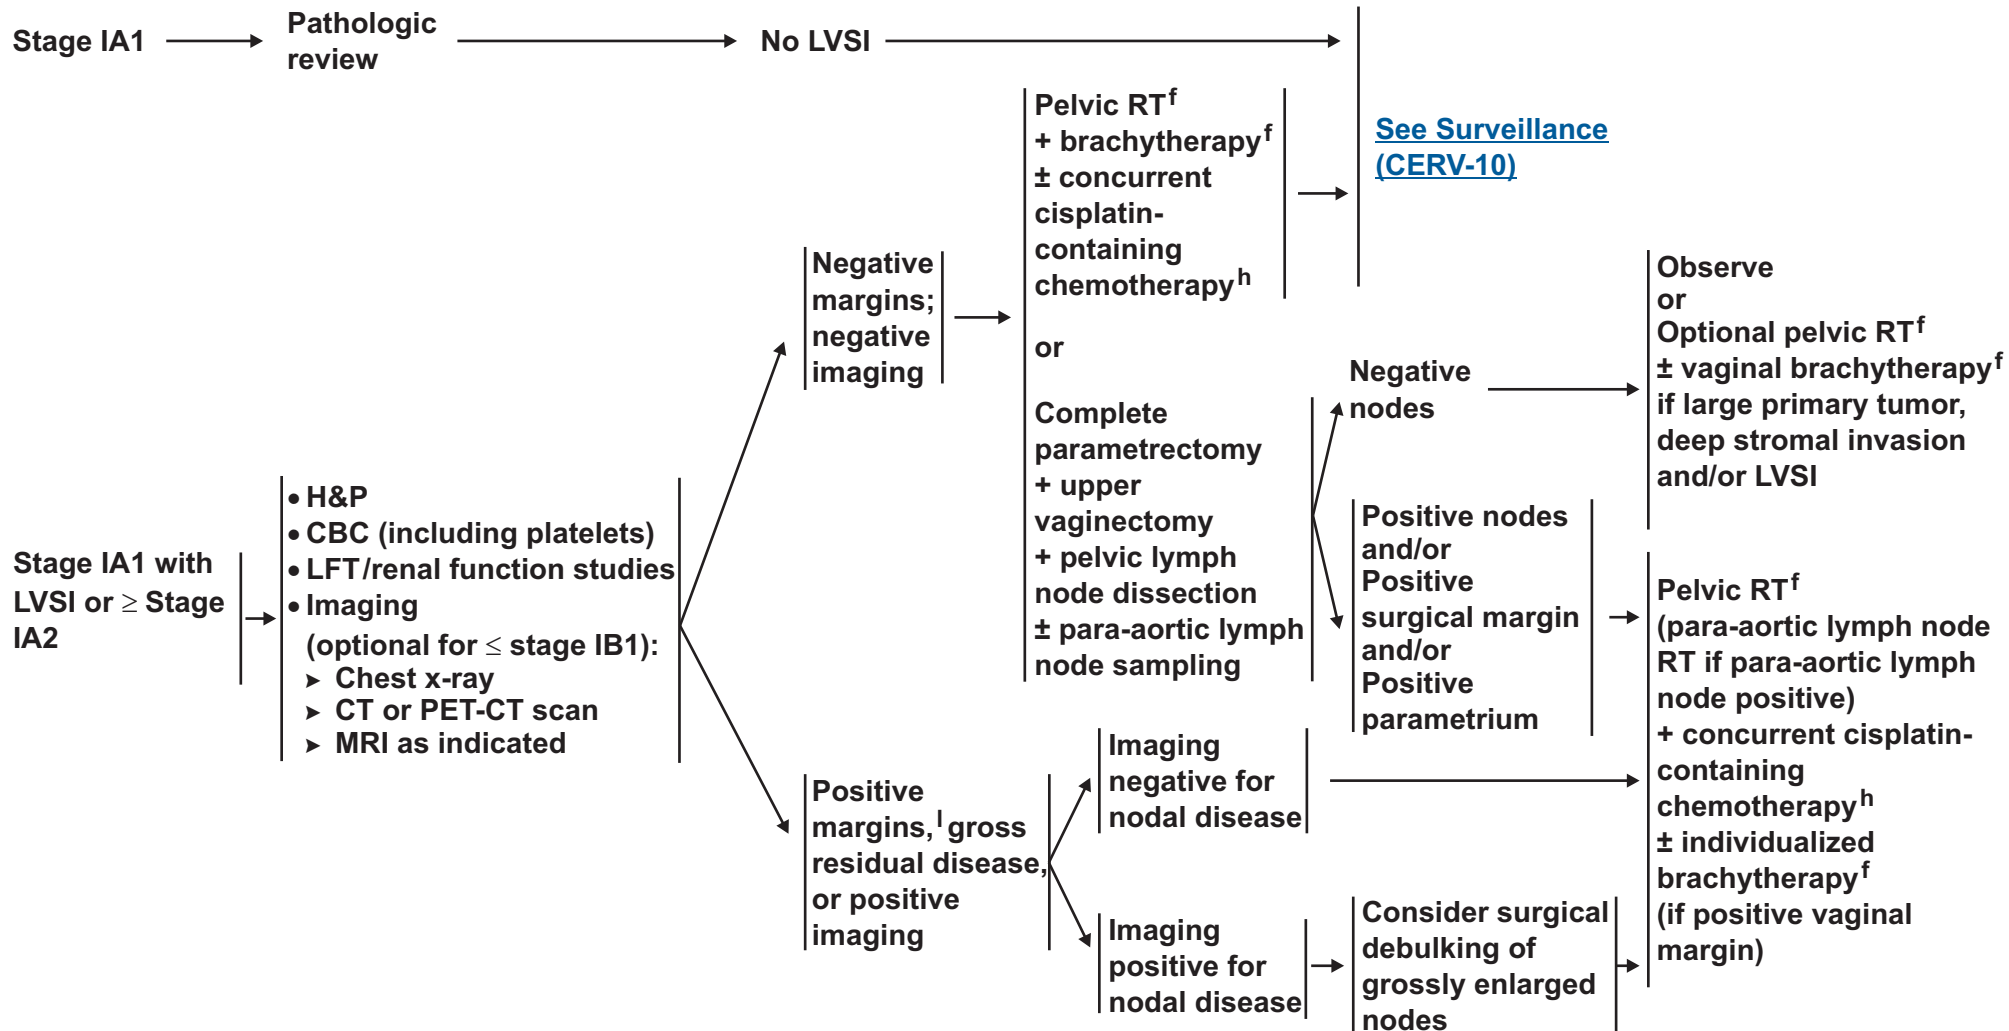 Stage IA1
Pathologic
review
No LVSI
See Surveillance
(CERV-10)
Stage IA1 with
LVSI or ≥ Stage
IA2
• H&P
• CBC (including platelets)
• LFT/renal function studies
• Imaging
(optional for ≤ stage IB1):
➤ Chest x-ray
➤ CT or PET-CT scan
➤ MRI as indicated
Negative
margins;
negative
imaging
Pelvic RTf
+ brachytherapyf
± concurrent
cisplatin-
containing
chemotherapyh
or
Complete
parametrectomy
+ upper
vaginectomy
+ pelvic lymph
node dissection
± para-aortic lymph
node sampling
Negative
nodes
Observe
or
Optional pelvic RTf
± vaginal brachytherapyf
if large primary tumor,
deep stromal invasion
and/or LVSI
Positive nodes
and/or
Positive
surgical margin
and/or
Positive
parametrium
Positive
margins,l gross
residual disease,
or positive
imaging
Imaging
negative for
nodal disease
Imaging
positive for
nodal disease
Consider surgical
debulking of
grossly enlarged
nodes
Pelvic RTf
(para-aortic lymph node
RT if para-aortic lymph
node positive)
+ concurrent cisplatin-
containing
chemotherapyh
± individualized
brachytherapyf
(if positive vaginal
margin)